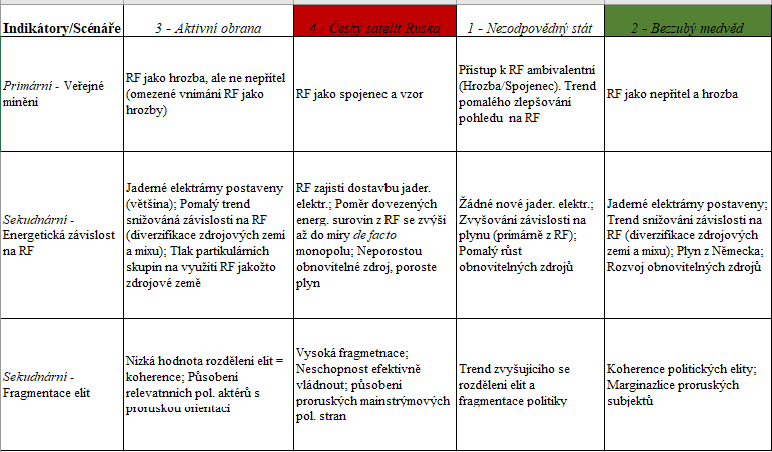 Indikátory/Scénáře
3 - Aktivní obrana
4 - Český satelit Ruska
1 - Nezodpovědný stát
2 - Bezzubý medvěd
Primární - Veřejné
mínění
RF jako hrozba, ale ne nepřítel
(omezené vnímání RF jako
hrozby)
RF jako spojenec a vzor
Přístup k RF ambivalentní
(Hrozba/Spojenec). Trend
pomalého zlepšování
pohledu na RF
RF jako nepřítel a hrozba
Sekudnární -
Energetická závislost
na RF
Jaderné elektrárny postaveny
(většina); Pomalý trend
snižováná závislosti na RF
(diverzifikace zdrojových zemí
a mixu); Tlak partikulárních
skupin na využití RF jakožto
zdrojové země
RF zajistí dostavbu jader.
elektr.; Poměr dovezených
energ. surovin z RF se zvýší
až do míry de facto
monopolu; Neporostou
obnovitelné zdroj, poroste
plyn
Žádné nové jader. elektr.;
Zvyšování závislosti na
plynu (primárně z RF);
Pomalý růst
obnovitelných zdrojů
Jaderné elektrárny postaveny;
Trend snižování závislosti na
RF (diverzifikace zdrojových
zemí a mixu); Plyn z Německa;
Rozvoj obnovitelných zdrojů
Sekudnární -
Fragmentace elit
Nízká hodnota rozdělení elit =
koherence; Působení
relevatnních pol. aktérů s
proruskou orientací
Vysoká fragmetnace;
Neschopnost efektivně
vládnout; působení
proruských mainstrýmových
pol. stran
Trend zvyšujícího se
rozdělení elit a
fragmentace politiky
Koherence politických elity;
Marginazlice proruských
subjektů